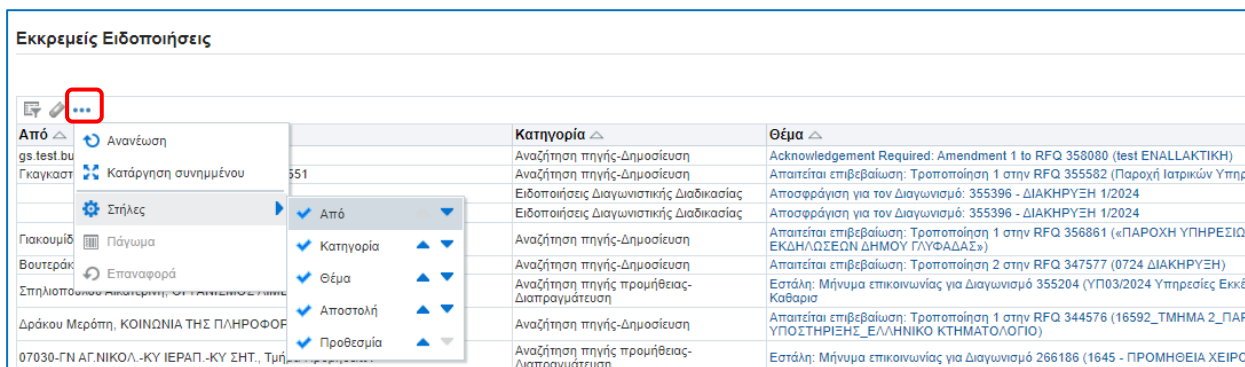 Εκκρεμείς Ειδοποιήσεις
Από Κατηγορία Θέμα
Ανανέωση
Κατάργηση συνημμένου
Στήλες
Πάγωμα
Επαναφορά
Από
Κατηγορία
Θέμα
Αποστολή
Προθεσμία
gs.test.bu Αναζήτηση πηγής-Δημοσίευση Acknowledgement Required: Amendment 1 to RFQ 358080 (test ENALLAKTIKH)
Γκαγκαστ 551 Αναζήτηση πηγής-Δημοσίευση Απαιτείται επιβεβαίωση: Τροποποίηση 1 στην RFQ 355582 (Παροχή Ιατρικών Υπηρ
Ειδοποιήσεις Διαγωνιστικής Διαδικασίας Αποσφράγιση για τον Διαγωνισμό: 355396 - ΔΙΑΚΗΡΥΞΗ 1/2024
Ειδοποιήσεις Διαγωνιστικής Διαδικασίας Αποσφράγιση για τον Διαγωνισμό: 355396 - ΔΙΑΚΗΡΥΞΗ 1/2024
Γιακουμίδ Αναζήτηση πηγής-Δημοσίευση Απαιτείται επιβεβαίωση: Τροποποίηση 1 στην RFQ 356861 («ΠΑΡΟΧΗ ΥΠΗΡΕΣΙΩ
ΕΚΔΗΛΩΣΕΩΝ ΔΗΜΟΥ ΓΛΥΦΑΔΑΣ»)
Βουτεράκ Αναζήτηση πηγής-Δημοσίευση Απαιτείται επιβεβαίωση: Τροποποίηση 2 στην RFQ 347577 (0724 ΔΙΑΚΗΡΥΞΗ)
Αναζήτηση πηγής προμήθειας- Εστάλη: Μήνυμα επικοινωνίας για Διαγωνισμό 355204 (ΥΠ03/2024 Υπηρεσίες Εκκέ
Διαπραγμάτευση Καθαρισ
Δράκου Μερόπη, ΚΟΙΝΩΝΙΑ ΤΗΣ ΠΛΗΡΟΦΟΡ Αναζήτηση πηγής-Δημοσίευση Απαιτείται επιβεβαίωση: Τροποποίηση 1 στην RFQ 344576 (16592_ΤΜΗΜΑ 2_ΠΑΡ
ΥΠΟΣΤΗΡΙΞΗΣ_ΕΛΛΗΝΙΚΟ ΚΤΗΜΑΤΟΛΟΓΙΟ)
07030-ΓΝ ΑΓ.ΝΙΚΟΛ.-ΚΥ ΙΕΡΑΠ.-ΚΥ ΣΗΤ., Αναζήτηση πηγής προμήθειας- Εστάλη: Μήνυμα επικοινωνίας για Διαγωνισμό 266186 (1645 - ΠΡΟΜΗΘΕΙΑ ΧΕΙΡΟ
Διαπραγμάτευση